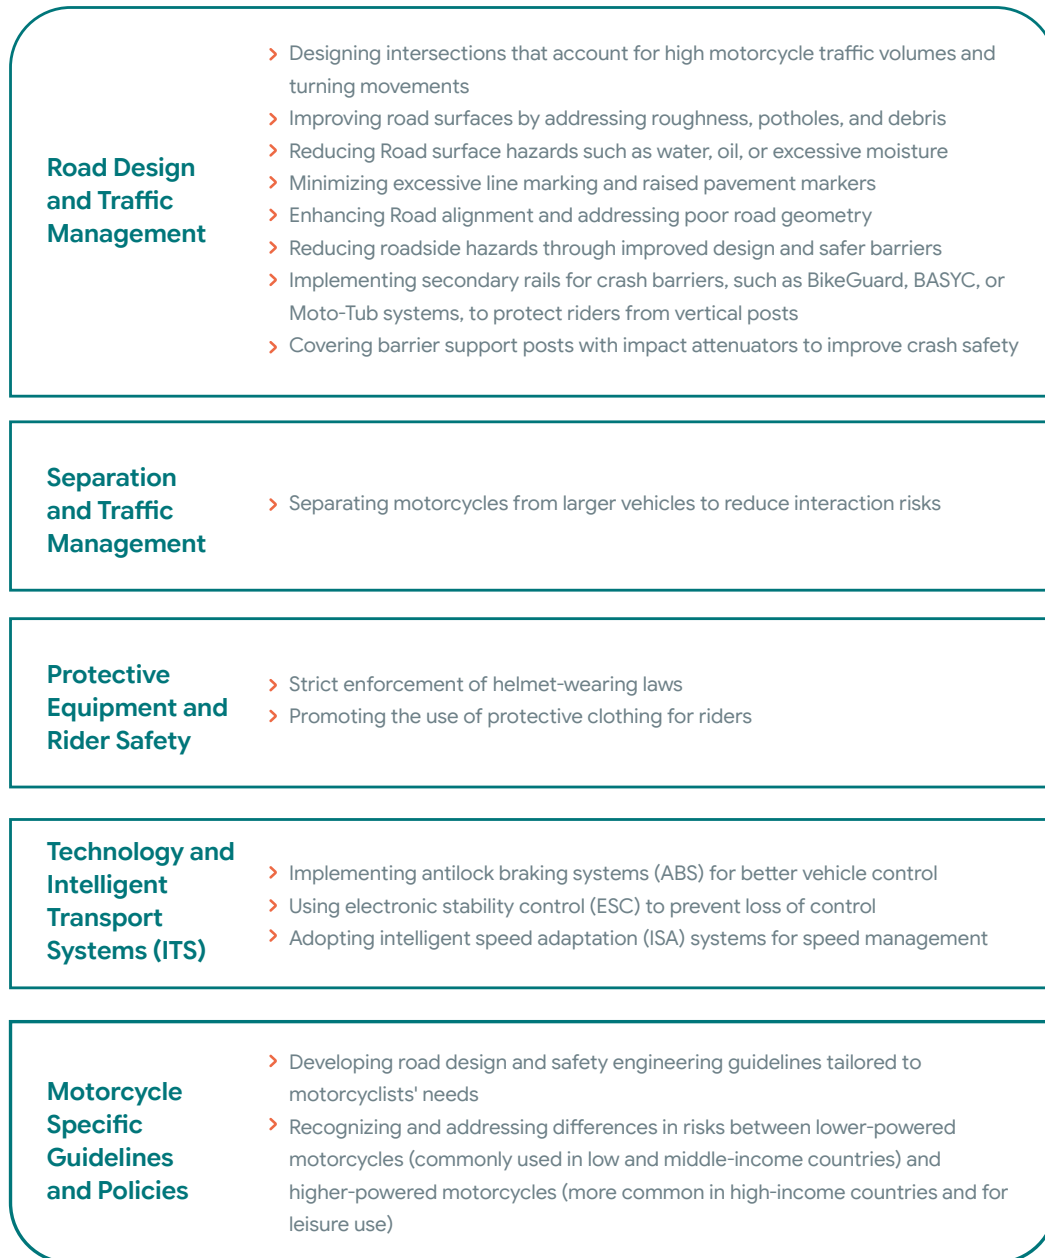 Road Design
and Traffic
Management
Designing intersections that account for high motorcycle traffic volumes and
turning movements
Improving road surfaces by addressing roughness, potholes, and debris
Reducing Road surface hazards such as water, oil, or excessive moisture
Minimizing excessive line marking and raised pavement markers
Enhancing Road alignment and addressing poor road geometry
Reducing roadside hazards through improved design and safer barriers
Implementing secondary rails for crash barriers, such as BikeGuard, BASYC, or
Moto-Tub systems, to protect riders from vertical posts
Covering barrier support posts with impact attenuators to improve crash safety
Separation
and Traffic
Management
Separating motorcycles from larger vehicles to reduce interaction risks
Protective
Equipment and
Rider Safety
Strict enforcement of helmet-wearing laws
Promoting the use of protective clothing for riders
Technology and
Intelligent
Transport
Systems (ITS)
Implementing antilock braking systems (ABS) for better vehicle control
Using electronic stability control (ESC) to prevent loss of control
Adopting intelligent speed adaptation (ISA) systems for speed management
Motorcycle
Specific
Guidelines
and Policies
Developing road design and safety engineering guidelines tailored to
motorcyclists' needs
Recognizing and addressing differences in risks between lower-powered
motorcycles (commonly used in low and middle-income countries) and
higher-powered motorcycles (more common in high-income countries and for
leisure use)